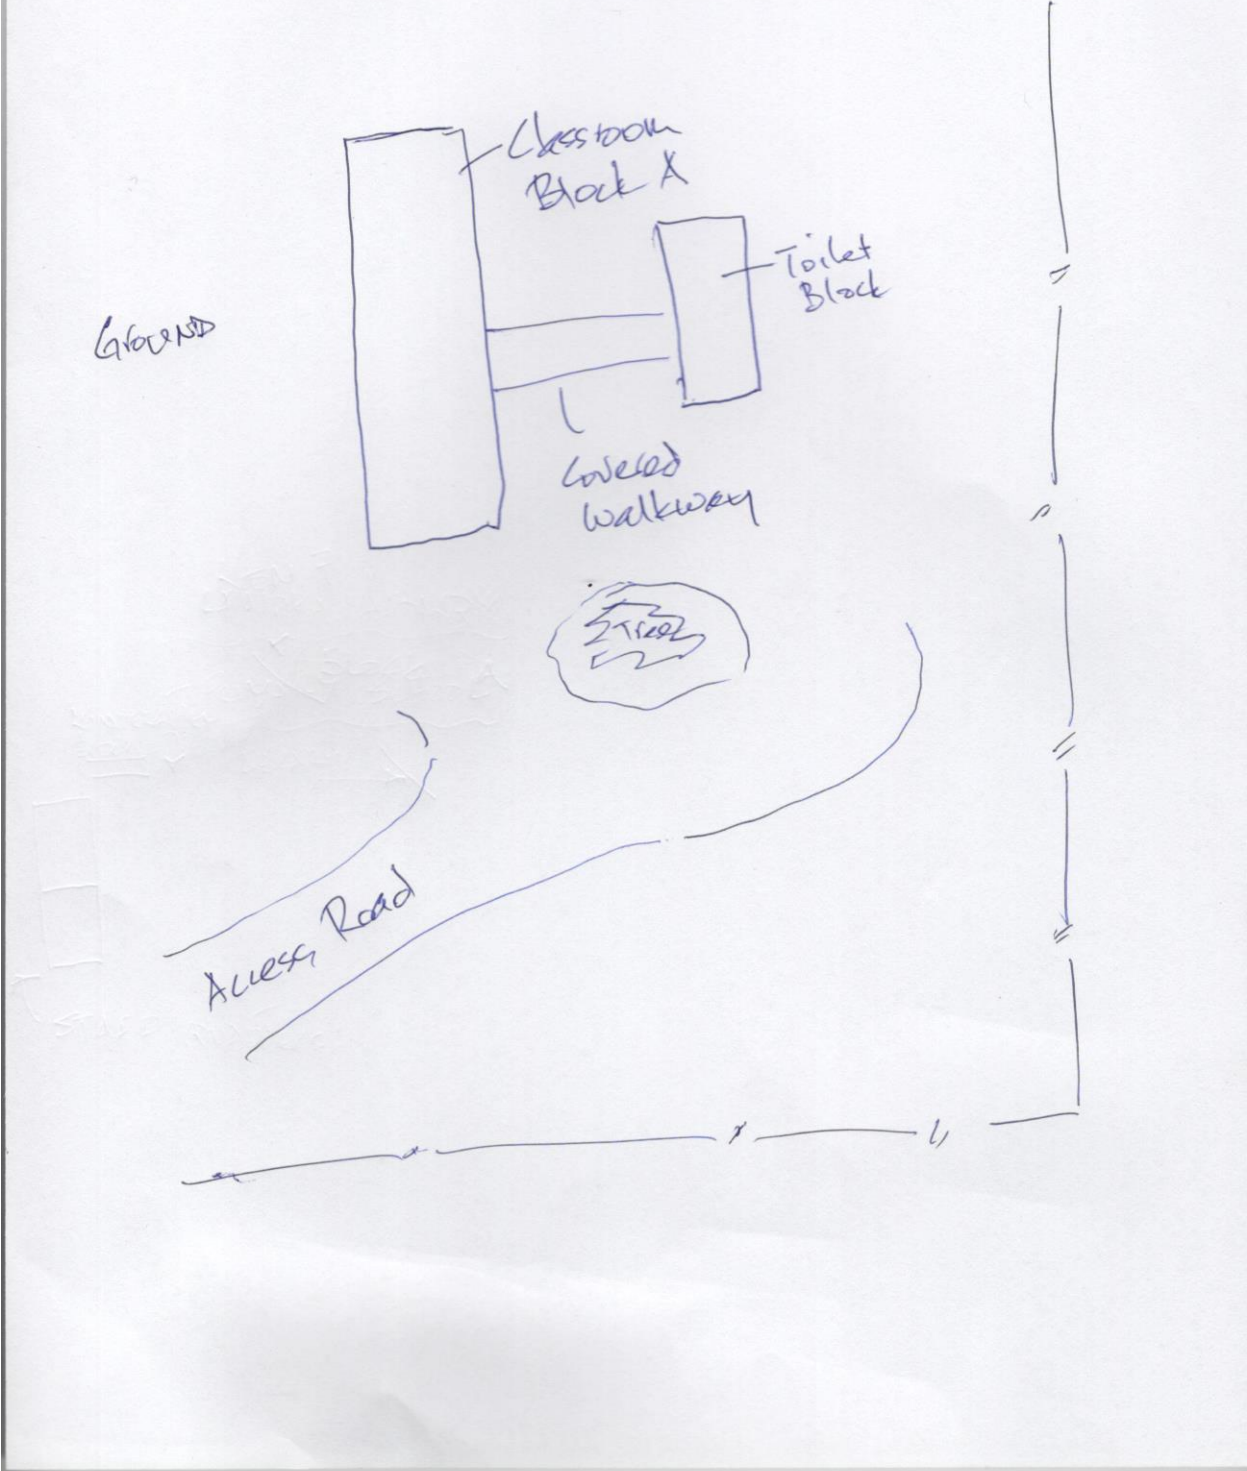 Classroom
Block A
Toilet
Block
Ground
Covered
Walkway
Tree
Access Road